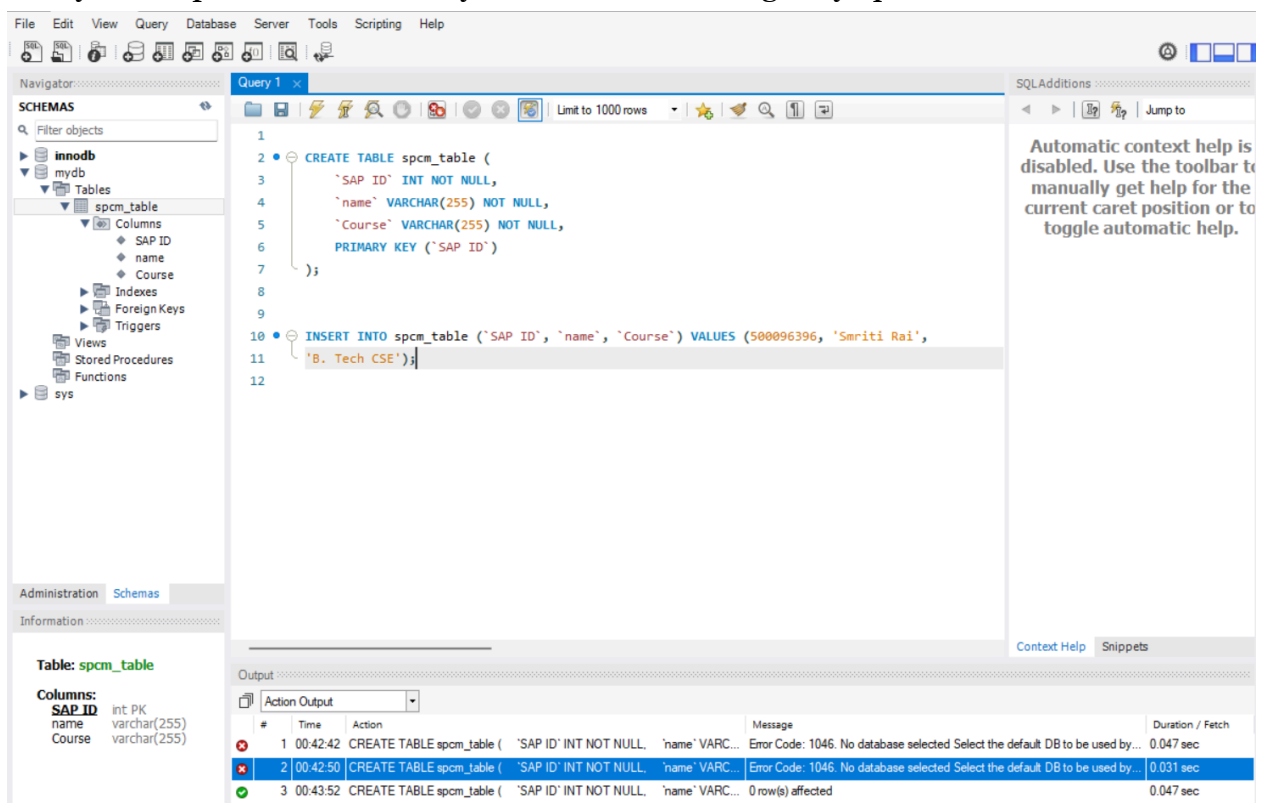 File Edit View Query Database Server Tools Scripting Help
Navigator
SCHEMAS
Filter objects
innodb
mydb
Tables
spcm_table
Columns
SAP ID
name
Course
Indexes
Foreign Keys
Triggers
Views
Stored Procedures
Functions
sys
Administration Schemas
Information
Table: spcm_table
Columns:
SAP ID int PK
name varchar(255)
Course varchar(255)
Query 1
Limit to 1000 rows
1
2 CREATE TABLE spcm_table (
3 `SAP ID` INT NOT NULL,
4 `name` VARCHAR(255) NOT NULL,
5 `Course` VARCHAR(255) NOT NULL,
6 PRIMARY KEY (`SAP ID`)
7 );
8
9
10 INSERT INTO spcm_table (`SAP ID`, `name`, `Course`) VALUES (500096396, 'Smriti Rai',
11 'B. Tech CSE');
12
SQLAdditions
Jump to
Automatic context help is
disabled. Use the toolbar to
manually get help for the
current caret position or to
toggle automatic help.
Context Help Snippets
Output
Action Output
# Time Action Message Duration / Fetch
1 00:42:42 CREATE TABLE spcm_table ( `SAP ID` INT NOT NULL, `name` VARC... Error Code: 1046. No database selected Select the default DB to be used by... 0.047 sec
2 00:42:50 CREATE TABLE spcm_table ( `SAP ID` INT NOT NULL, `name` VARC... Error Code: 1046. No database selected Select the default DB to be used by... 0.031 sec
3 00:43:52 CREATE TABLE spcm_table ( `SAP ID` INT NOT NULL, `name` VARC... 0 row(s) affected 0.047 sec